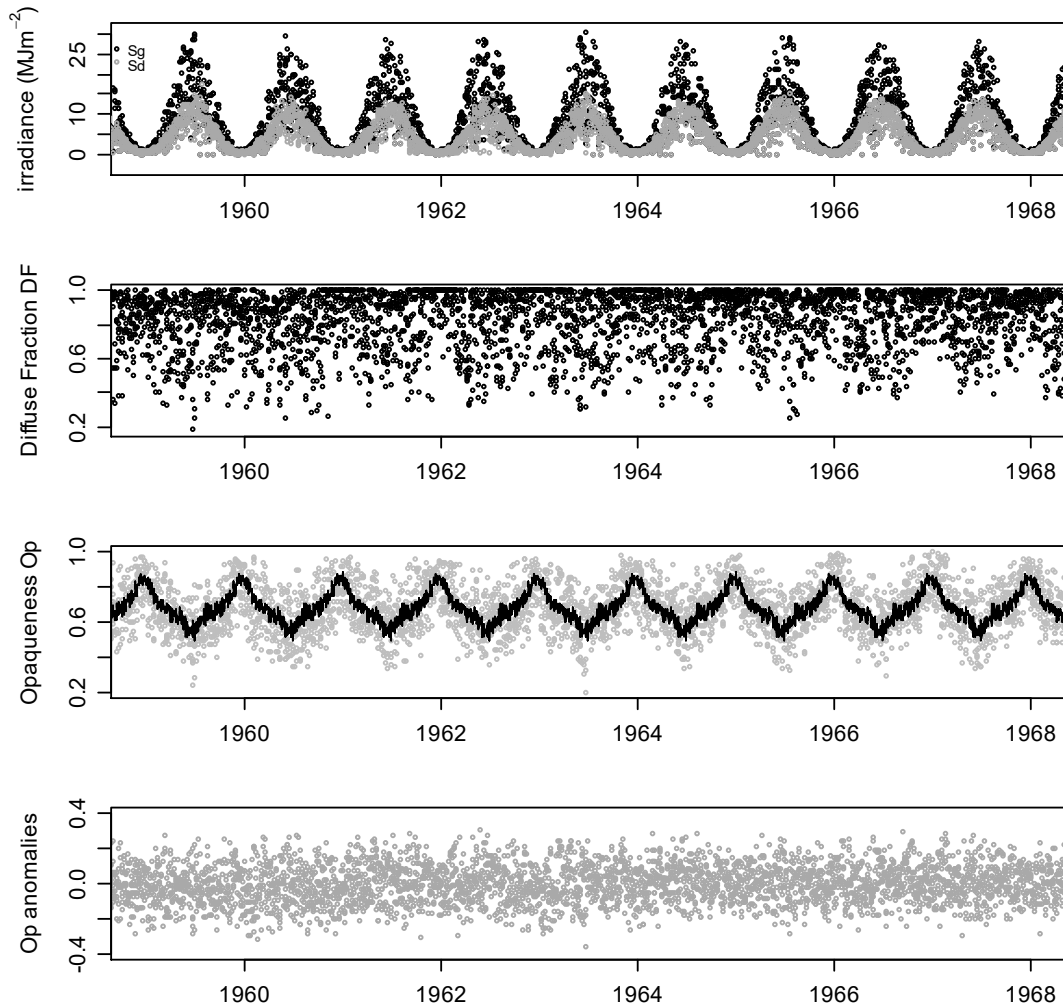 irradiance (MJm⁻²)
25
10
0
Sg
Sd
1960 1962 1964 1966 1968
Diffuse Fraction DF
1.0
0.6
0.2
1960 1962 1964 1966 1968
Opaqueness Op
1.0
0.6
0.2
1960 1962 1964 1966 1968
Op anomalies
0.4
0.0
-0.4
1960 1962 1964 1966 1968